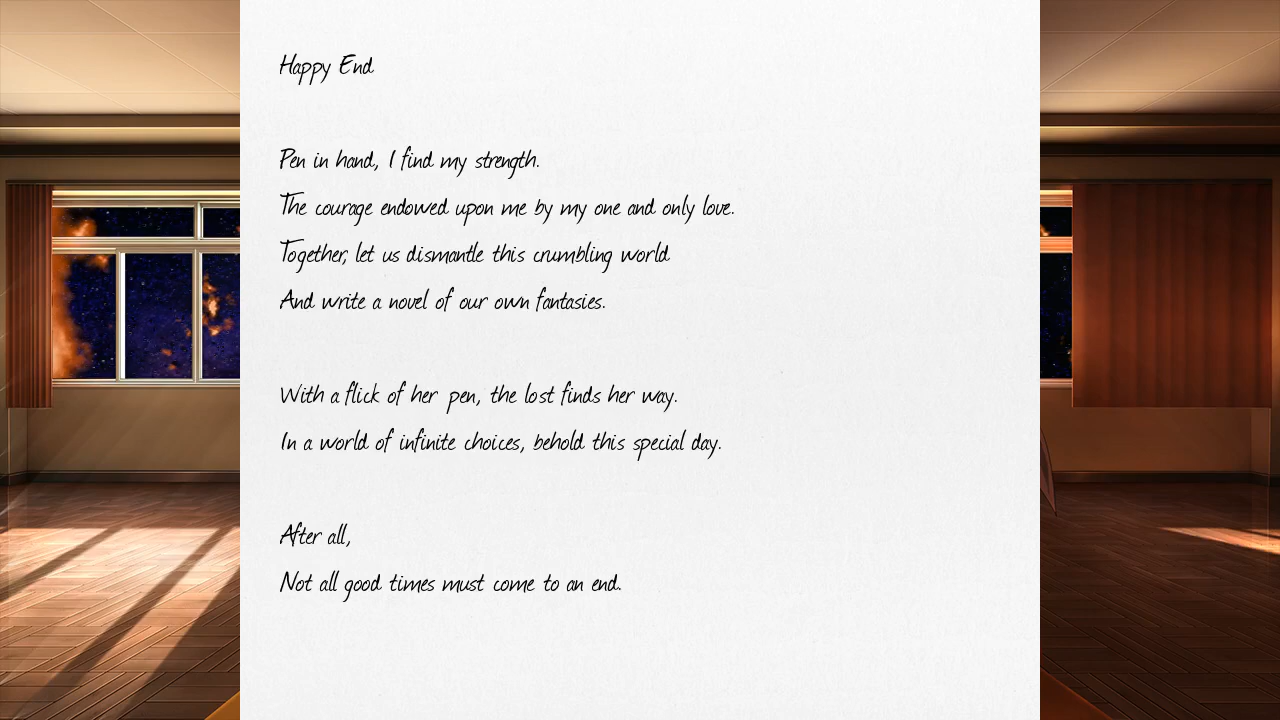 Happy End
Pen in hand, I find my strength.
The courage endowed upon me by my one and only love.
Together, let us dismantle this crumbling world
And write a novel of our own fantasies.
With a flick of her pen, the lost finds her way.
In a world of infinite choices, behold this special day.
After all,
Not all good times must come to an end.